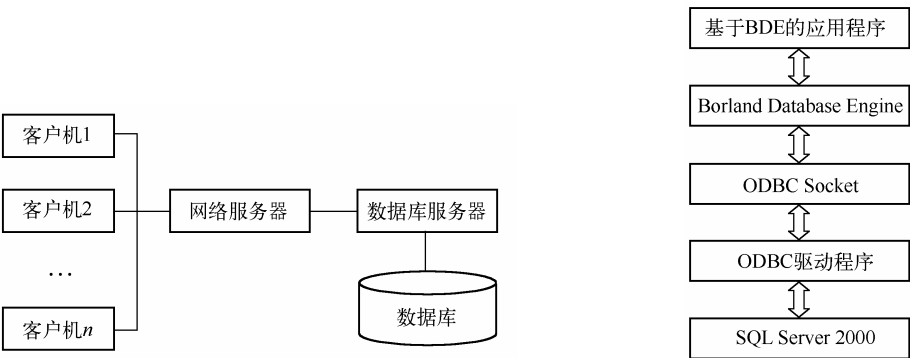 客户机1
客户机2
…
客户机n
网络服务器
数据库服务器
数据库
基于BDE的应用程序
Borland Database Engine
ODBC Socket
ODBC驱动程序
SQL Server 2000